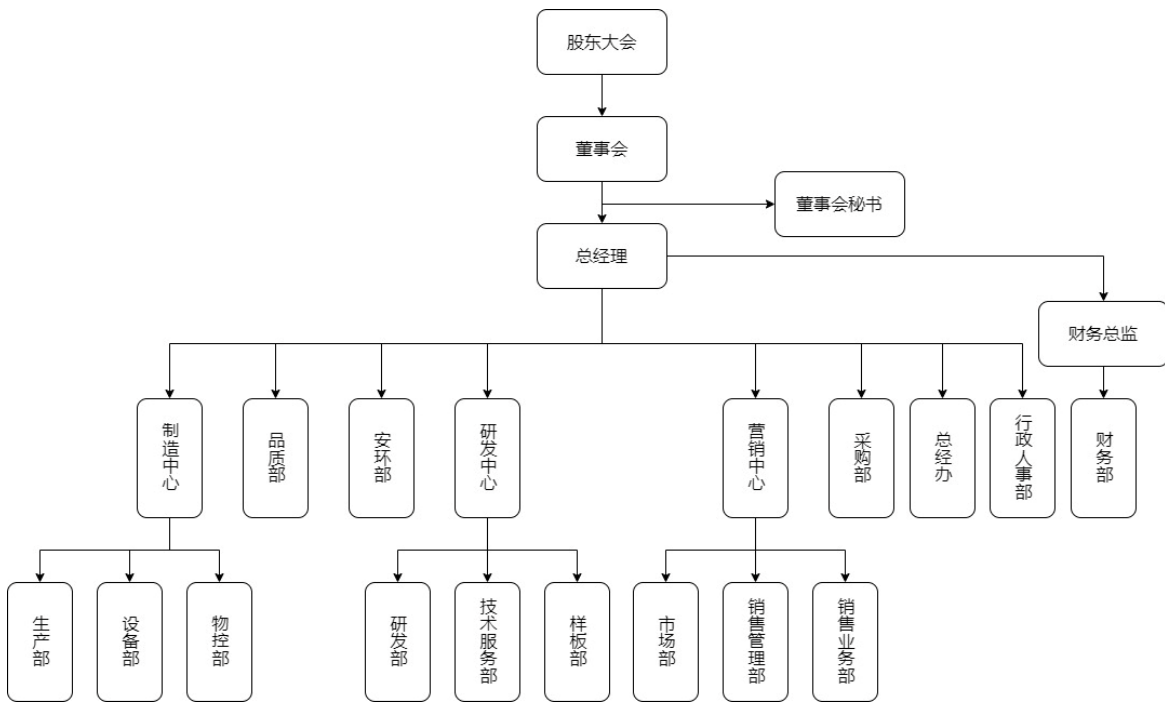 股东大会
董事会
董事会秘书
总经理
财务总监
制造中心
品质部
安环部
研发中心
营销中心
采购部
总经办
行政人事部
财务部
生产部
设备部
物控部
研发部
技术服务部
样板部
市场部
销售管理部
销售业务部